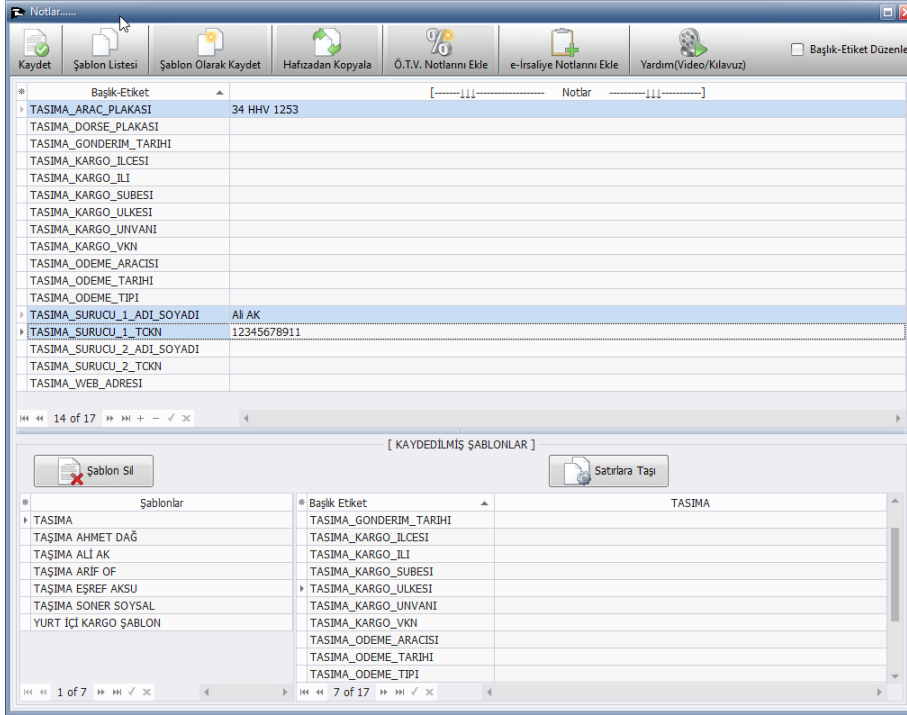 Notlar......
Kaydet Şablon Listesi Şablon Olarak Kaydet Hafızadan Kopyala Ö.T.V. Notlarını Ekle e-İrsaliye Notlarını Ekle Yardım(Video/Kılavuz) Başlık-Etiket Düzenle
Başlık-Etiket [-------↓↓↓------------------- Notlar ----------↓↓↓-----------]
TASIMA_ARAC_PLAKASI 34 HHV 1253
TASIMA_DORSE_PLAKASI
TASIMA_GONDERIM_TARIHI
TASIMA_KARGO_ILCESI
TASIMA_KARGO_ILI
TASIMA_KARGO_SUBESI
TASIMA_KARGO_ULKESI
TASIMA_KARGO_UNVANI
TASIMA_KARGO_VKN
TASIMA_ODEME_ARACISI
TASIMA_ODEME_TARIHI
TASIMA_ODEME_TIPI
TASIMA_SURUCU_1_ADI_SOYADI Ali AK
TASIMA_SURUCU_1_TCKN 12345678911
TASIMA_SURUCU_2_ADI_SOYADI
TASIMA_SURUCU_2_TCKN
TASIMA_WEB_ADRESI
14 of 17
[ KAYDEDİLMİŞ ŞABLONLAR ]
Şablon Sil Satırlara Taşı
Şablonlar
TASIMA
TAŞIMA AHMET DAĞ
TAŞIMA ALİ AK
TAŞIMA ARİF OF
TAŞIMA EŞREF AKSU
TAŞIMA SONER SOYSAL
YURT İÇİ KARGO ŞABLON
1 of 7
Başlık Etiket TASIMA
TASIMA_GONDERIM_TARIHI
TASIMA_KARGO_ILCESI
TASIMA_KARGO_ILI
TASIMA_KARGO_SUBESI
TASIMA_KARGO_ULKESI
TASIMA_KARGO_UNVANI
TASIMA_KARGO_VKN
TASIMA_ODEME_ARACISI
TASIMA_ODEME_TARIHI
TASIMA_ODEME_TIPI
7 of 17